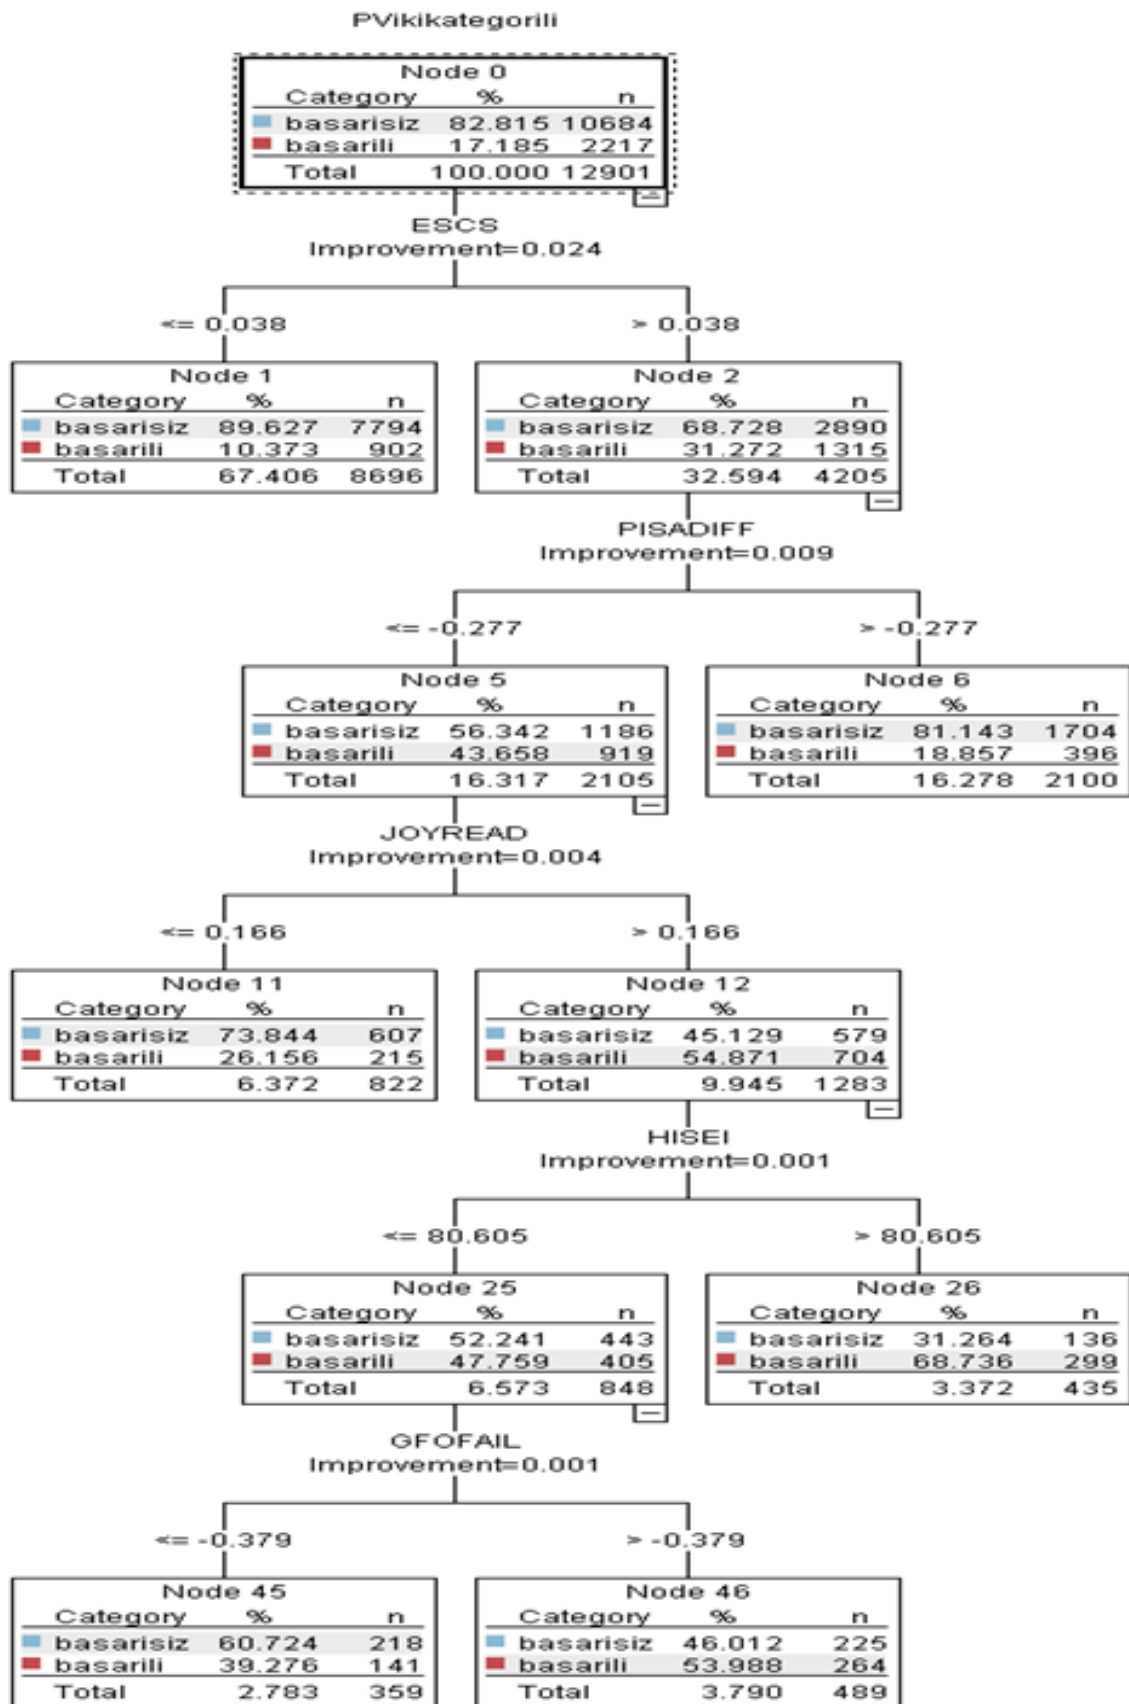 PVikikategorili
Node 0
Category % n
basarisiz 82.815 10684
basarili 17.185 2217
Total 100.000 12901
ESCS
Improvement=0.024
<= 0.038 > 0.038
Node 1
Category % n
basarisiz 89.627 7794
basarili 10.373 902
Total 67.406 8696
Node 2
Category % n
basarisiz 68.728 2890
basarili 31.272 1315
Total 32.594 4205
PISADIFF
Improvement=0.009
<= -0.277 > -0.277
Node 5
Category % n
basarisiz 56.342 1186
basarili 43.658 919
Total 16.317 2105
Node 6
Category % n
basarisiz 81.143 1704
basarili 18.857 396
Total 16.278 2100
JOYREAD
Improvement=0.004
<= 0.166 > 0.166
Node 11
Category % n
basarisiz 73.844 607
basarili 26.156 215
Total 6.372 822
Node 12
Category % n
basarisiz 45.129 579
basarili 54.871 704
Total 9.945 1283
HISEI
Improvement=0.001
<= 80.605 > 80.605
Node 25
Category % n
basarisiz 52.241 443
basarili 47.759 405
Total 6.573 848
Node 26
Category % n
basarisiz 31.264 136
basarili 68.736 299
Total 3.372 435
GFOFAIL
Improvement=0.001
<= -0.379 > -0.379
Node 45
Category % n
basarisiz 60.724 218
basarili 39.276 141
Total 2.783 359
Node 46
Category % n
basarisiz 46.012 225
basarili 53.988 264
Total 3.790 489